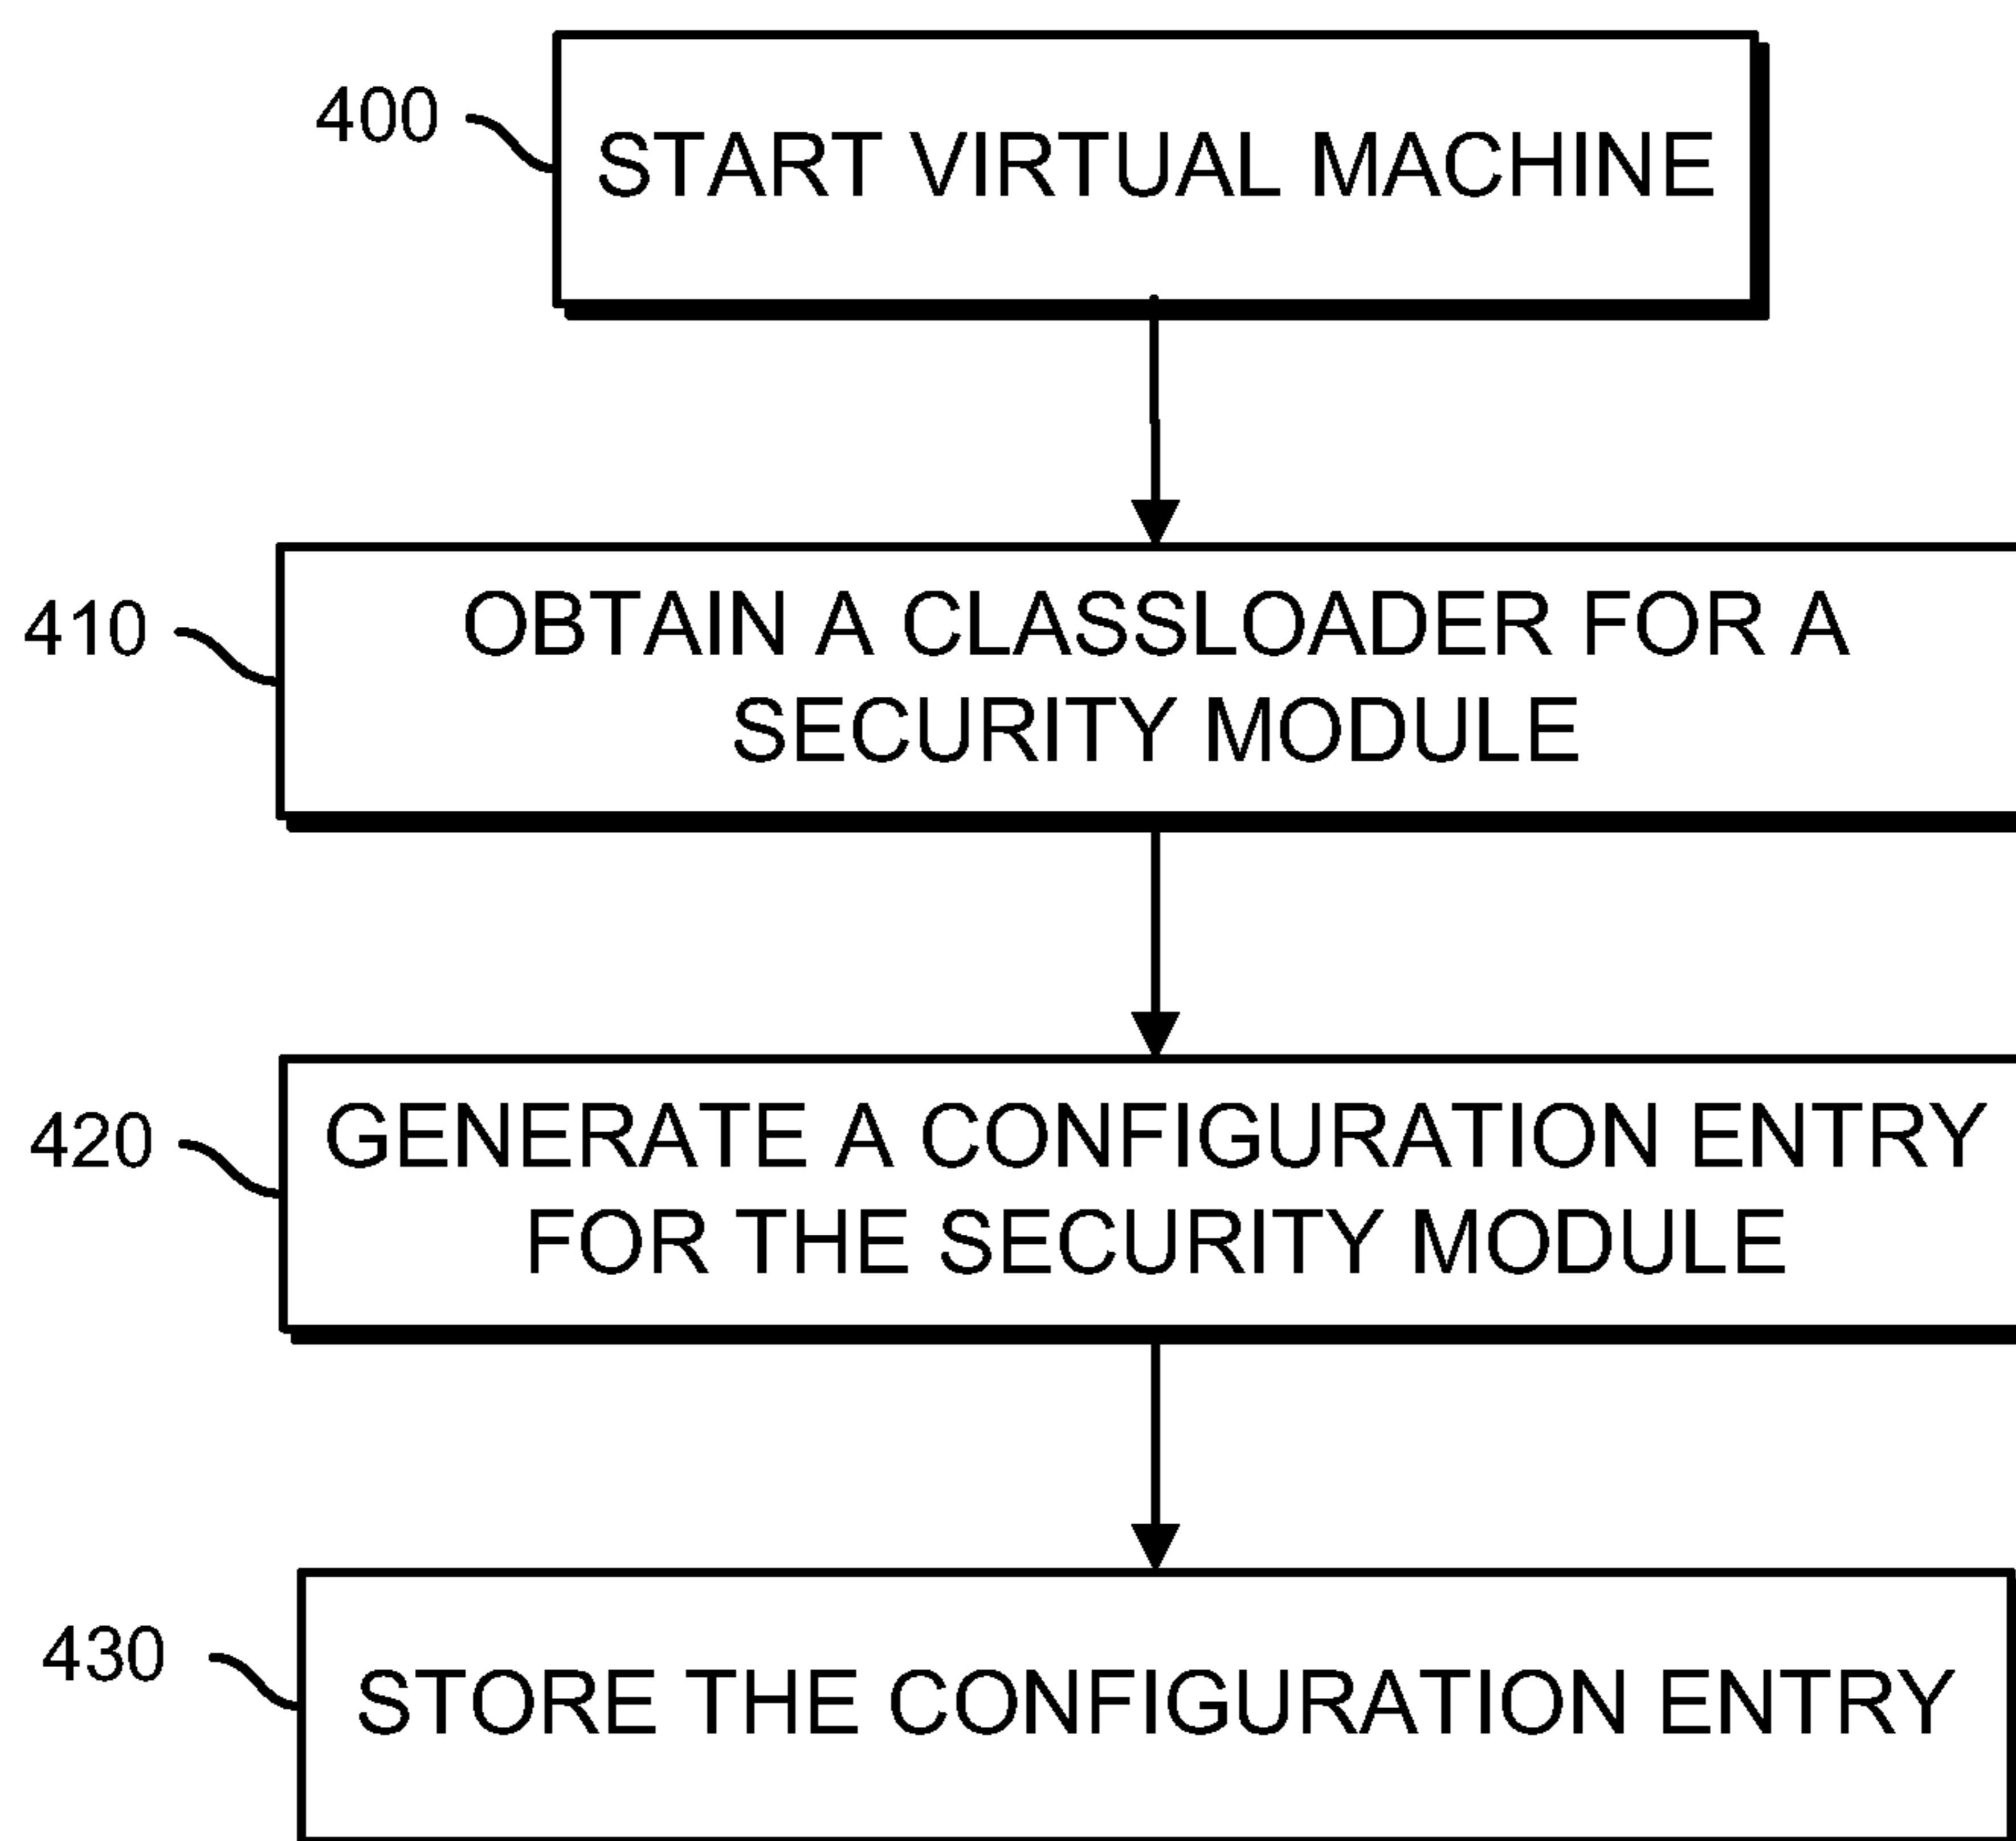 400
START VIRTUAL MACHINE
410
OBTAIN A CLASSLOADER FOR A
SECURITY MODULE
420
GENERATE A CONFIGURATION ENTRY
FOR THE SECURITY MODULE
430
STORE THE CONFIGURATION ENTRY